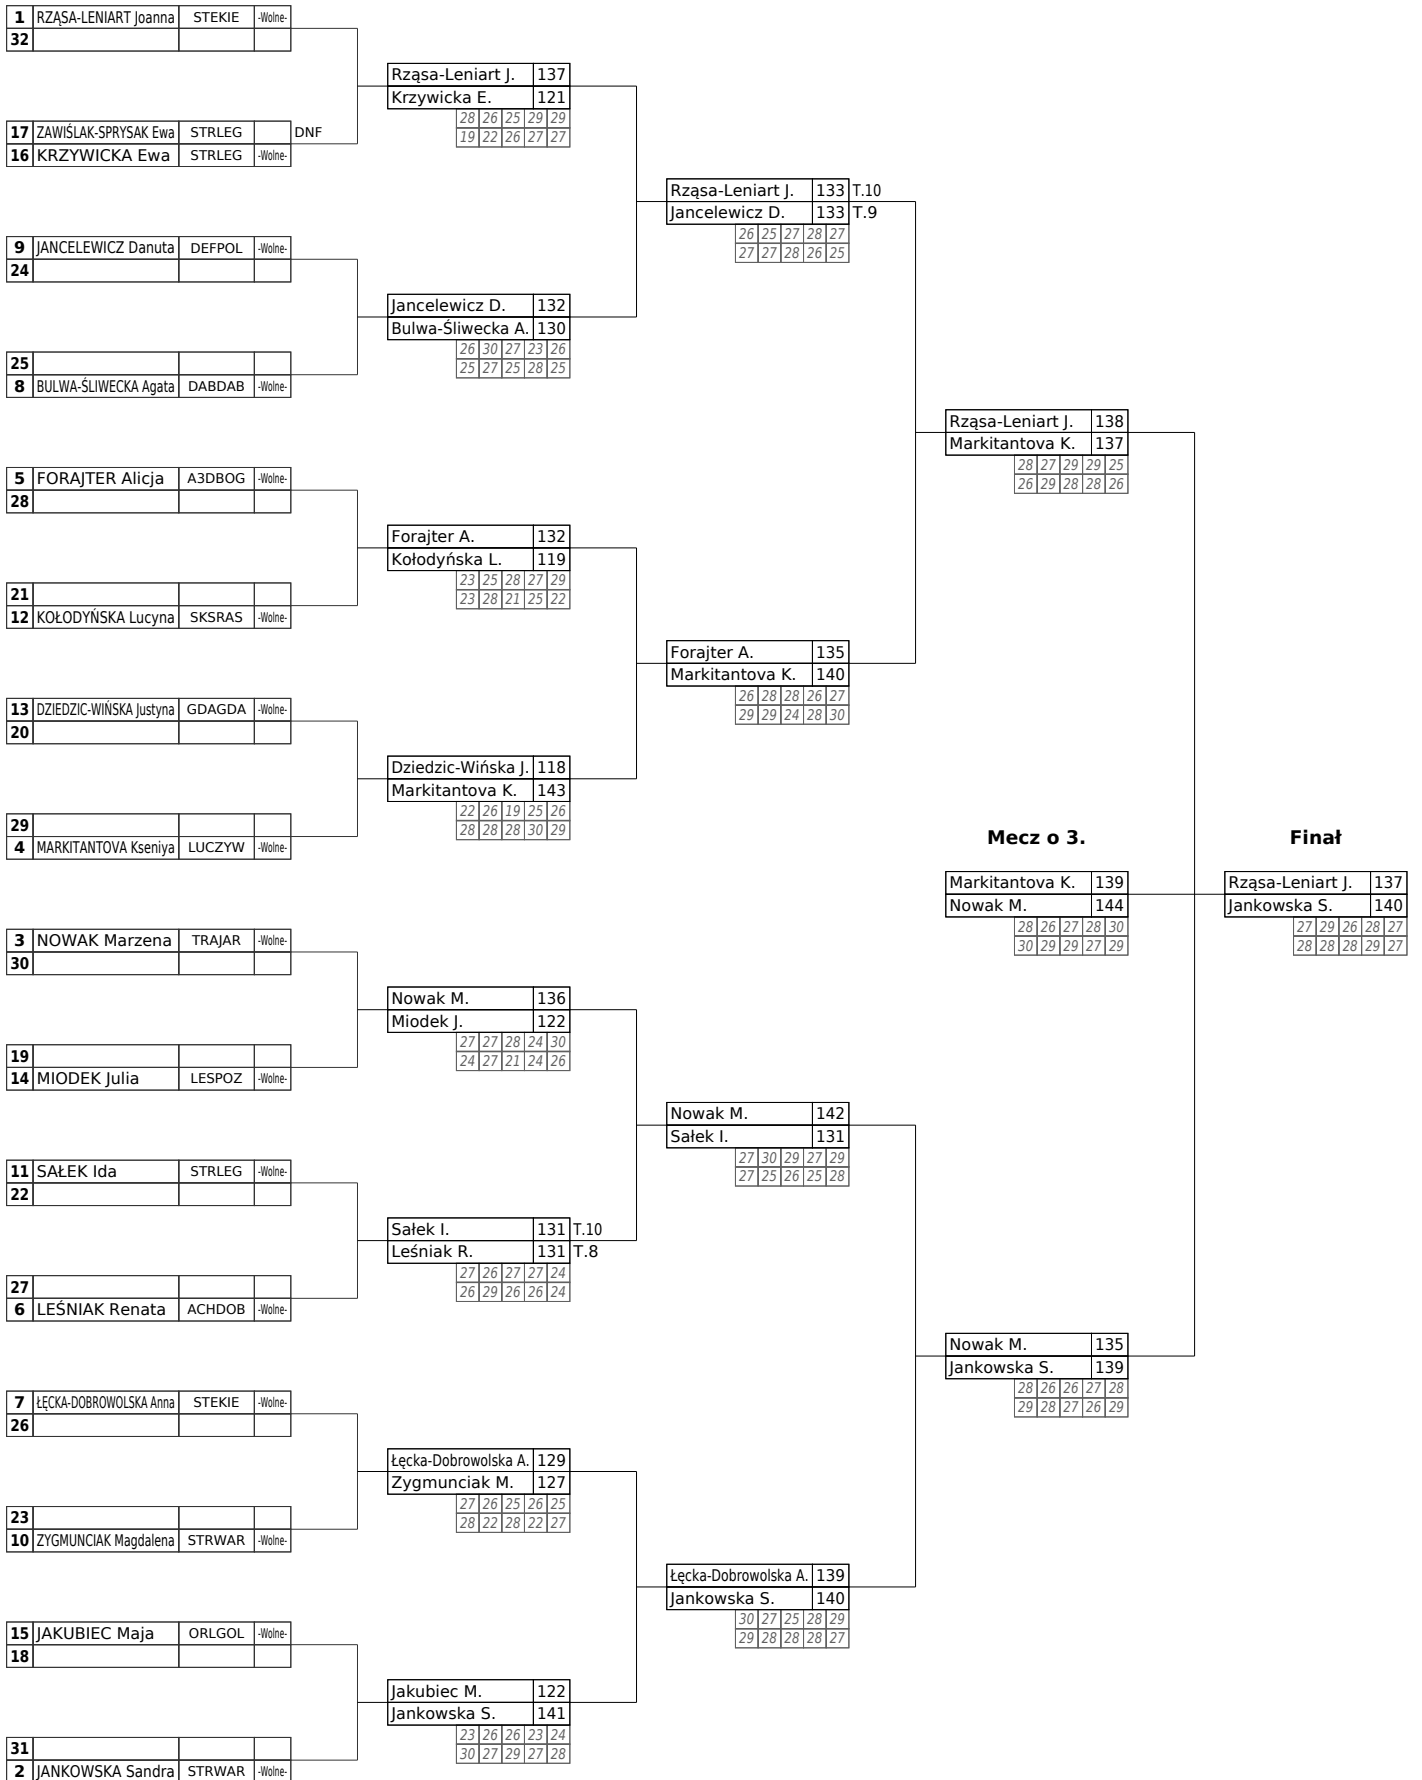 1 RZĄSA-LENIART Joanna STEKIE -Wolne-
32
17 ZAWIŚLAK-SPRYSAK Ewa STRLEG DNF
16 KRZYWICKA Ewa STRLEG -Wolne-
9 JANCELEWICZ Danuta DEFPOL -Wolne-
24
25
8 BULWA-ŚLIWECKA Agata DABDAB -Wolne-
5 FORAJTER Alicja A3DBOG -Wolne-
28
21
12 KOŁODYŃSKA Lucyna SKSRAS -Wolne-
13 DZIEDZIC-WIŃSKA Justyna GDAGDA -Wolne-
20
29
4 MARKITANTOVA Kseniya LUCZYW -Wolne-
3 NOWAK Marzena TRAJAR -Wolne-
30
19
14 MIODEK Julia LESPOZ -Wolne-
11 SAŁEK Ida STRLEG -Wolne-
22
27
6 LEŚNIAK Renata ACHDOB -Wolne-
7 ŁĘCKA-DOBROWOLSKA Anna STEKIE -Wolne-
26
23
10 ZYGMUNCIAK Magdalena STRWAR -Wolne-
15 JAKUBIEC Maja ORLGOL -Wolne-
18
31
2 JANKOWSKA Sandra STRWAR -Wolne-
Rząsa-Leniart J. 137
Krzywicka E. 121
28 26 25 29 29
19 22 26 27 27
Jancelewicz D. 132
Bulwa-Śliwecka A. 130
26 30 27 23 26
25 27 25 28 25
Forajter A. 132
Kołodyńska L. 119
23 25 28 27 29
23 28 21 25 22
Dziedzic-Wińska J. 118
Markitantova K. 143
22 26 19 25 26
28 28 28 30 29
Nowak M. 136
Miodek J. 122
27 27 28 24 30
24 27 21 24 26
Sałek I. 131 T.10
Leśniak R. 131 T.8
27 26 27 27 24
26 29 26 26 24
Łęcka-Dobrowolska A. 129
Zygmunciak M. 127
27 26 25 26 25
28 22 28 22 27
Jakubiec M. 122
Jankowska S. 141
23 26 26 23 24
30 27 29 27 28
Rząsa-Leniart J. 133 T.10
Jancelewicz D. 133 T.9
26 25 27 28 27
27 27 28 26 25
Forajter A. 135
Markitantova K. 140
26 28 28 26 27
29 29 24 28 30
Nowak M. 142
Sałek I. 131
27 30 29 27 29
27 25 26 25 28
Łęcka-Dobrowolska A. 139
Jankowska S. 140
30 27 25 28 29
29 28 28 28 27
Rząsa-Leniart J. 138
Markitantova K. 137
28 27 29 29 25
26 29 28 28 26
Nowak M. 135
Jankowska S. 139
28 26 26 27 28
29 28 27 26 29
Mecz o 3.
Markitantova K. 139
Nowak M. 144
28 26 27 28 30
30 29 29 27 29
Finał
Rząsa-Leniart J. 137
Jankowska S. 140
27 29 26 28 27
28 28 28 29 27